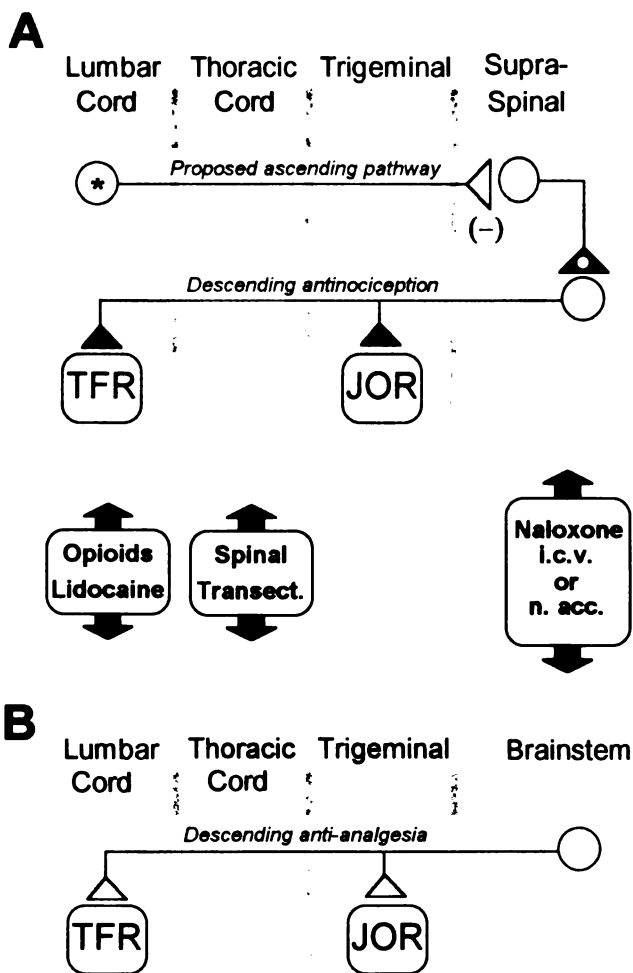 A
Lumbar Cord
Thoracic Cord
Trigeminal
Supra-Spinal
Proposed ascending pathway
*
(–)
Descending antinociception
TFR
JOR
Opioids
Lidocaine
Spinal
Transect.
Naloxone
i.c.v.
or
n. acc.
B
Lumbar Cord
Thoracic Cord
Trigeminal
Brainstem
Descending anti-analgesia
TFR
JOR